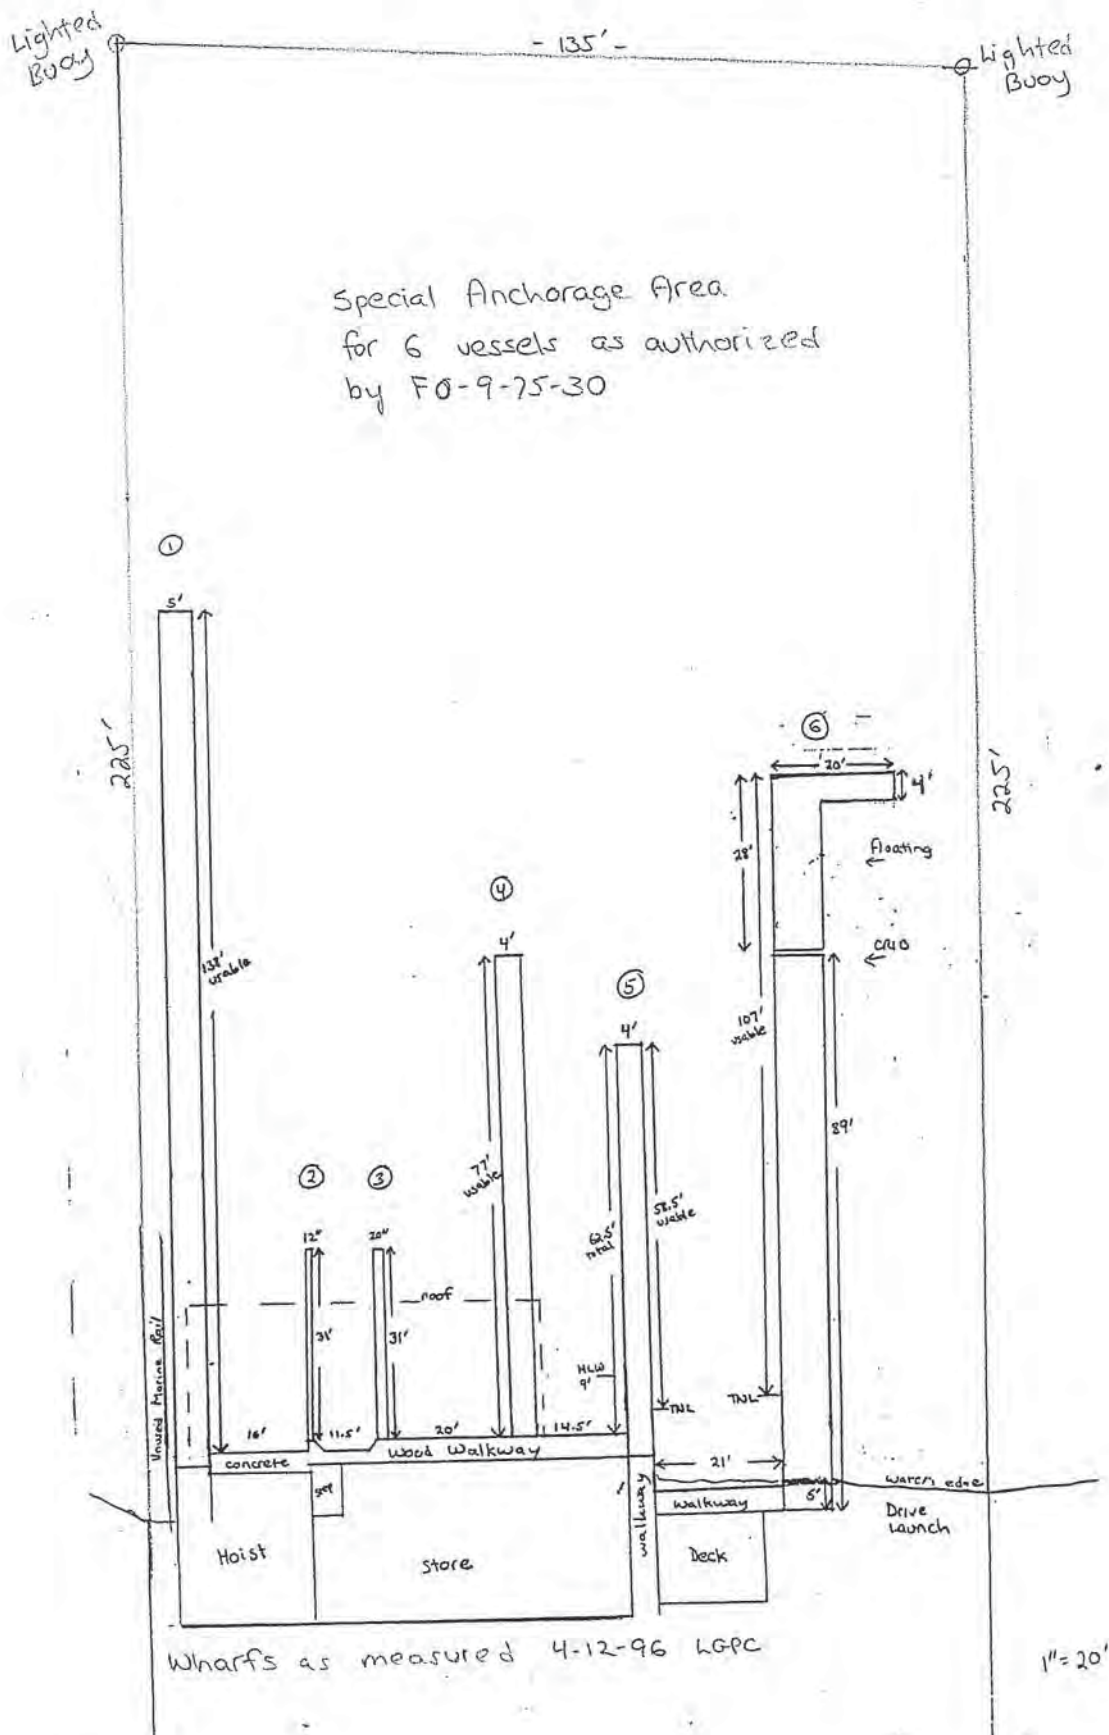 Lighted
Buoy
- 135' -
Lighted
Buoy
Special Anchorage Area
for 6 vessels as authorized
by FO-9-75-30
①
5'
225'
138'
usable
⑥
20'
4'
225'
28'
Floating
107'
usable
④
4'
⑤
4'
89'
77'
usable
②
③
12"
20"
62.5'
total
58.5'
usable
roof
31'
31'
Unused Marine Rail
MLW
9'
TNL
TNL
16'
11.5'
20'
14.5'
concrete
Wood Walkway
21'
walkway
walkway
5'
Drive
Launch
Hoist
Store
Deck
Wharfs as measured 4-12-96 LGPC
1"=20'